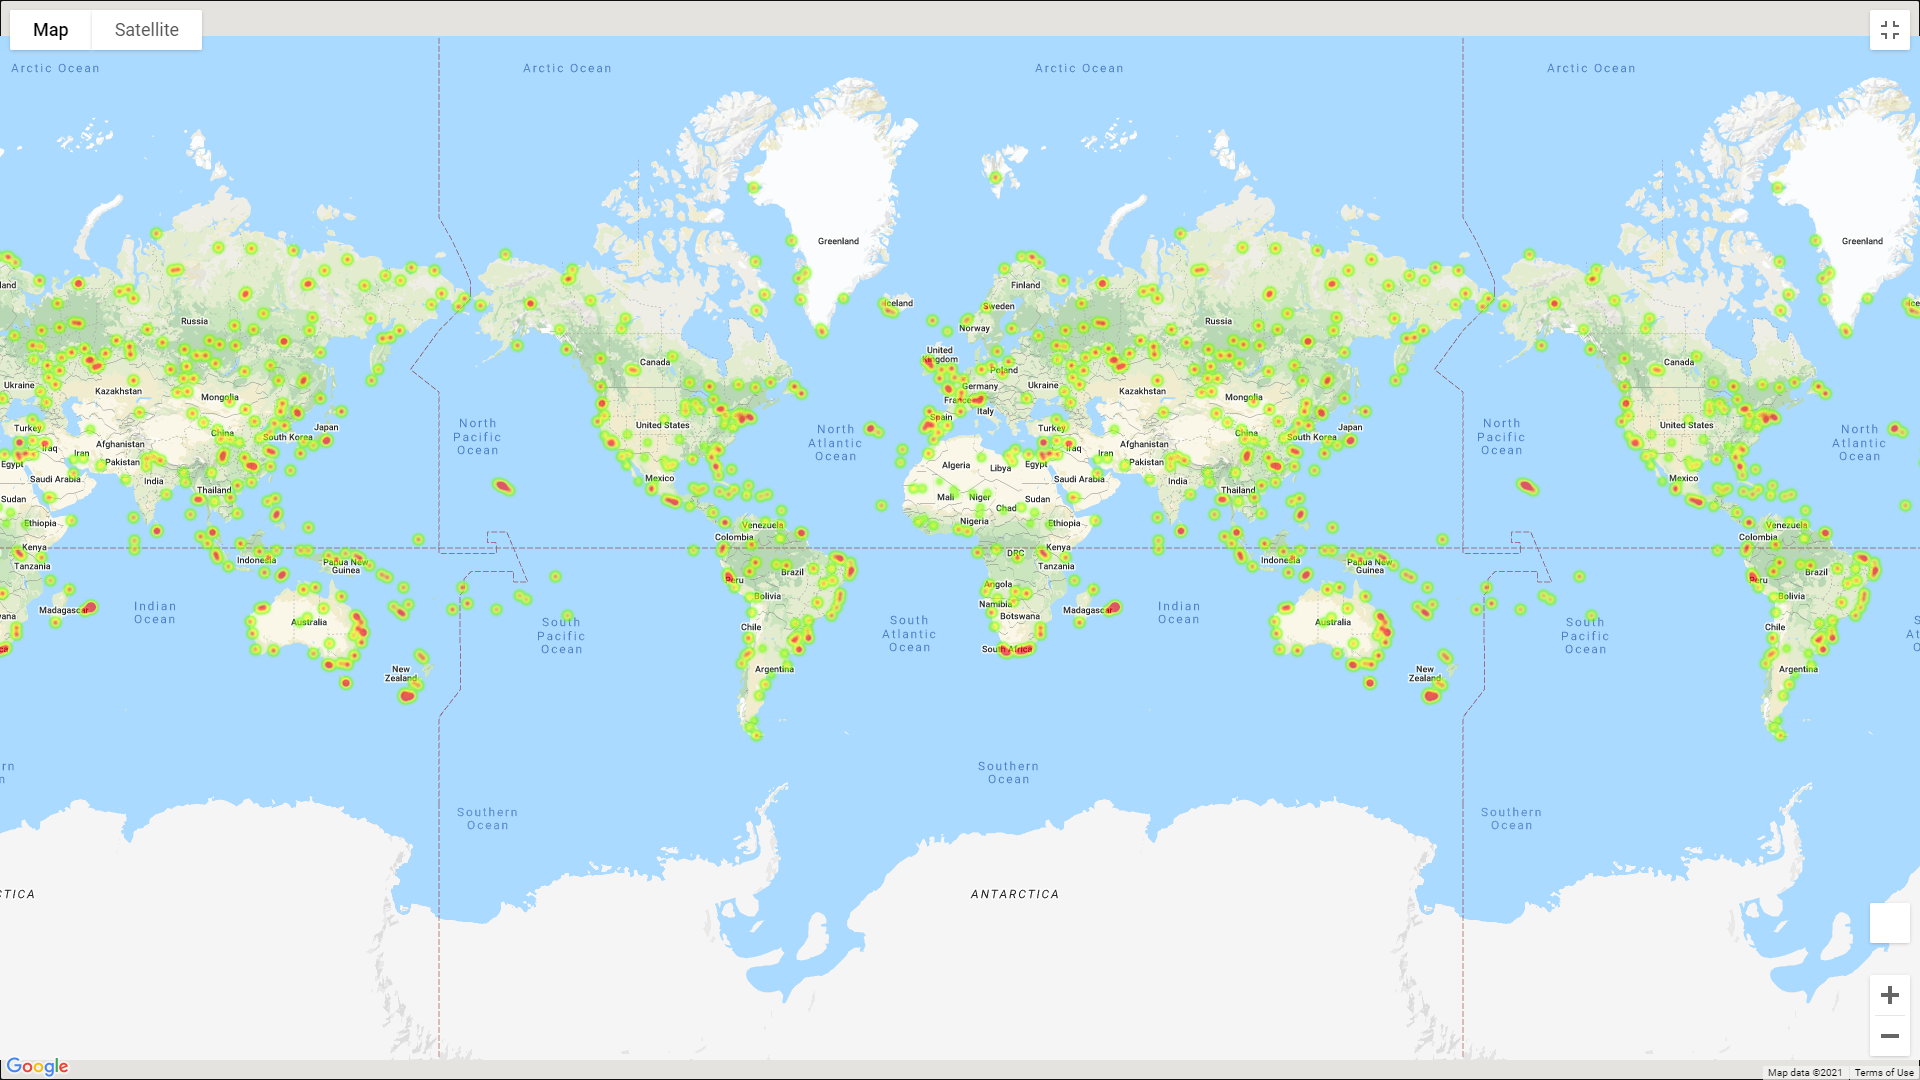 Map
Satellite
Arctic Ocean
Arctic Ocean
Arctic Ocean
Arctic Ocean
Greenland
Greenland
land
Finland
Iceland
Ice
Sweden
Russia
Russia
Norway
United
Kingdom
Canada
Canada
Poland
Ukraine
Germany
Ukraine
Kazakhstan
Kazakhstan
Mongolia
France
Mongolia
Italy
Spain
Turkey
Japan
North
Pacific
Ocean
United States
North
Atlantic
Ocean
Turkey
Japan
North
Pacific
Ocean
United States
North
Atlantic
Ocean
China
South Korea
China
South Korea
Afghanistan
Afghanistan
Iraq
Iran
Iraq
Iran
Egypt
Pakistan
Algeria
Libya
Egypt
Pakistan
Saudi Arabia
India
Mexico
Saudi Arabia
India
Mexico
Thailand
Thailand
Sudan
Mali
Niger
Sudan
Chad
Ethiopia
Venezuela
Nigeria
Ethiopia
Venezuela
Colombia
Colombia
Kenya
Kenya
DRC
Indonesia
Papua New
Guinea
Indonesia
Papua New
Guinea
Tanzania
Brazil
Tanzania
Brazil
Peru
Angola
Peru
Bolivia
Bolivia
Namibia
Madagascar
Indian
Ocean
Madagascar
Indian
Ocean
wana
Botswana
Australia
South
Pacific
Ocean
Chile
South
Atlantic
Ocean
Australia
South
Pacific
Ocean
Chile
S
At
O
ca
South Africa
New
Zealand
Argentina
New
Zealand
Argentina
rn
n
Southern
Ocean
Southern
Ocean
Southern
Ocean
CTICA
ANTARCTICA
Google
Map data ©2021
Terms of Use